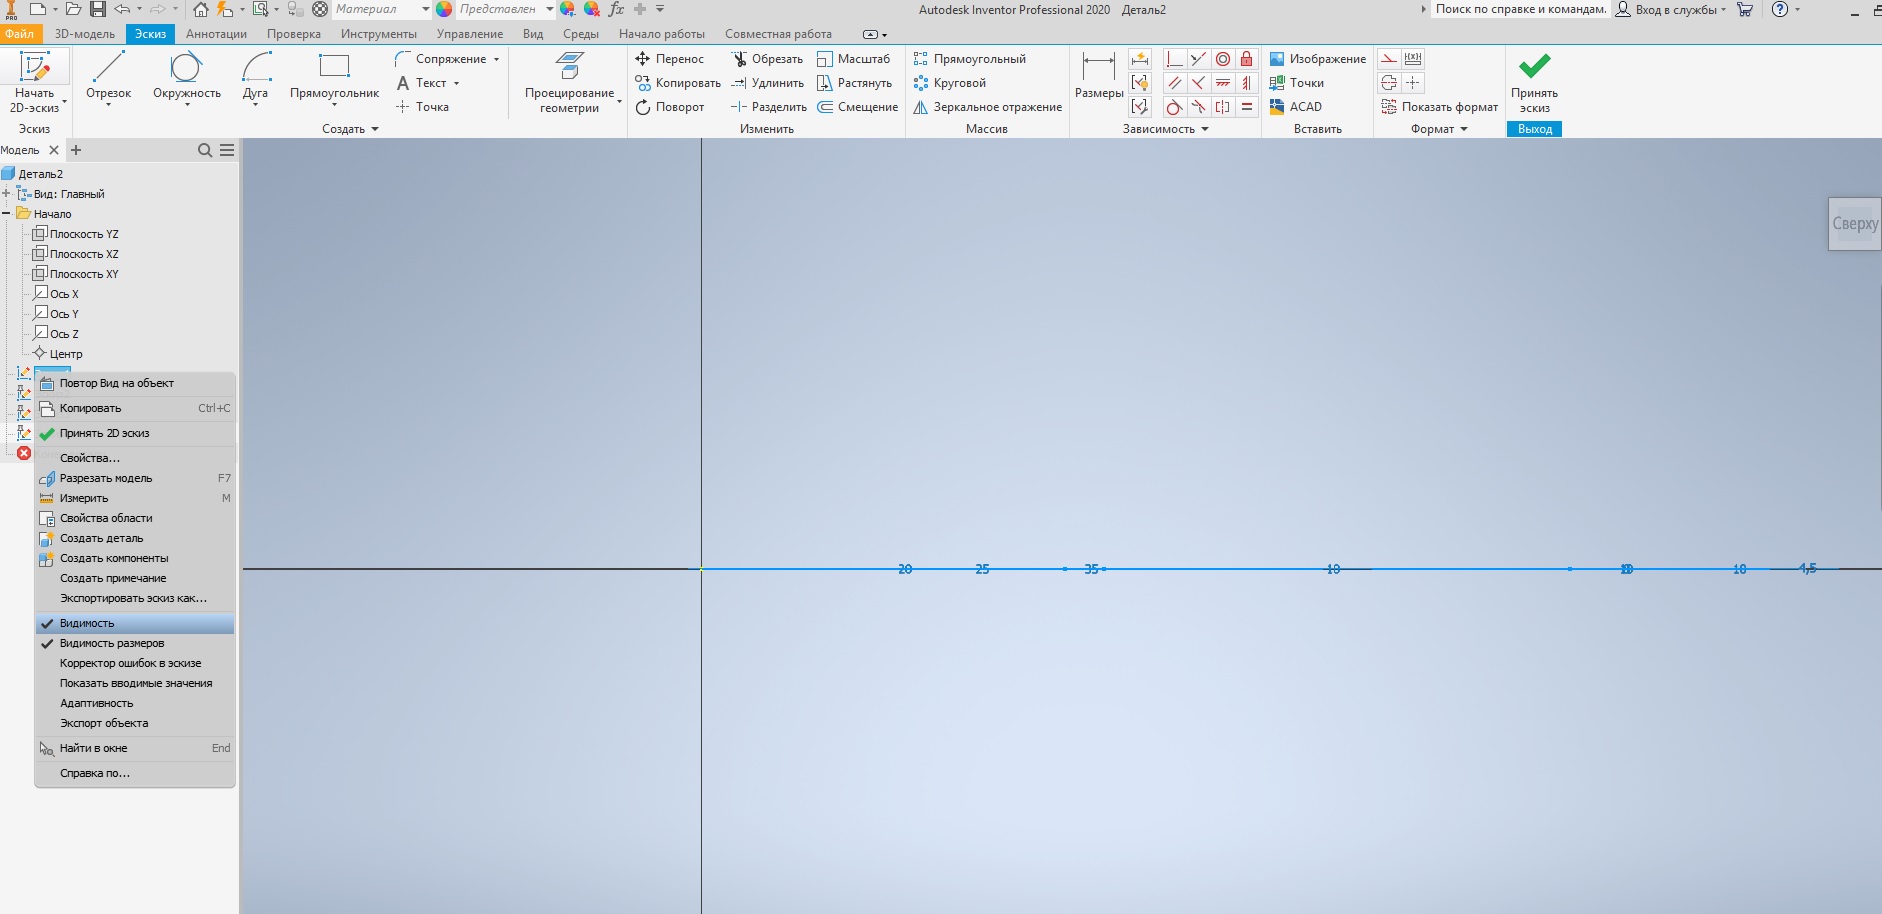 PRO
Материал
Представлен
fx
Autodesk Inventor Professional 2020 Деталь2
Поиск по справке и командам.
Вход в службы
Файл 3D-модель Эскиз Аннотации Проверка Инструменты Управление Вид Среды Начало работы Совместная работа
Начать 2D-эскиз
Отрезок
Окружность
Дуга
Прямоугольник
Сопряжение
Текст
Точка
Проецирование геометрии
Перенос
Копировать
Поворот
Обрезать
Удлинить
Разделить
Масштаб
Растянуть
Смещение
Прямоугольный
Круговой
Зеркальное отражение
Размеры
Изображение
Точки
ACAD
Показать формат
Принять эскиз
Эскиз Создать Изменить Массив Зависимость Вставить Формат Выход
Модель
Деталь2
Вид: Главный
Начало
Плоскость YZ
Плоскость XZ
Плоскость XY
Ось X
Ось Y
Ось Z
Центр
Повтор Вид на объект
Копировать Ctrl+C
Принять 2D эскиз
Свойства...
Разрезать модель F7
Измерить M
Свойства области
Создать деталь
Создать компоненты
Создать примечание
Экспортировать эскиз как...
Видимость
Видимость размеров
Корректор ошибок в эскизе
Показать вводимые значения
Адаптивность
Экспорт объекта
Найти в окне End
Справка по...
Сверху
20 25 35 10 10 4,5